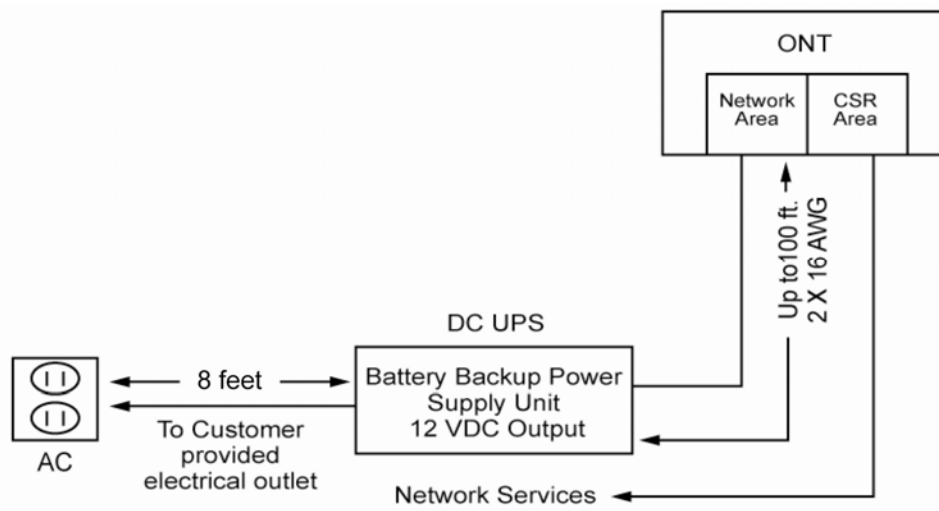 ONT
Network
Area
CSR
Area
Up to100 ft.
2 X 16 AWG
DC UPS
Battery Backup Power
Supply Unit
12 VDC Output
8 feet
To Customer
provided
electrical outlet
AC
Network Services